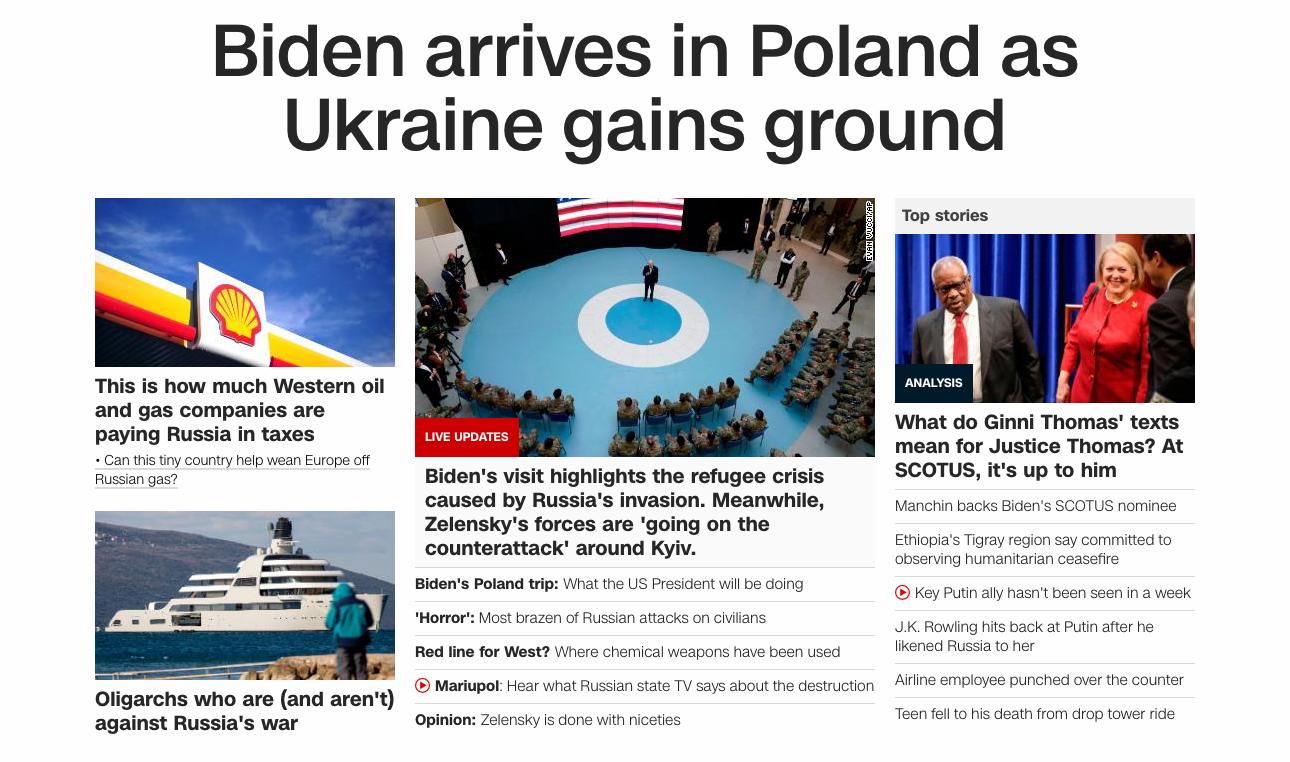 Biden arrives in Poland as
Ukraine gains ground
This is how much Western oil
and gas companies are
paying Russia in taxes
• Can this tiny country help wean Europe off
Russian gas?
Oligarchs who are (and aren't)
against Russia's war
EVAN VUCCI/AP
LIVE UPDATES
Biden's visit highlights the refugee crisis
caused by Russia's invasion. Meanwhile,
Zelensky's forces are 'going on the
counterattack' around Kyiv.
Biden's Poland trip: What the US President will be doing
'Horror': Most brazen of Russian attacks on civilians
Red line for West? Where chemical weapons have been used
Mariupol: Hear what Russian state TV says about the destruction
Opinion: Zelensky is done with niceties
Top stories
ANALYSIS
What do Ginni Thomas' texts
mean for Justice Thomas? At
SCOTUS, it's up to him
Manchin backs Biden's SCOTUS nominee
Ethiopia's Tigray region say committed to
observing humanitarian ceasefire
Key Putin ally hasn't been seen in a week
J.K. Rowling hits back at Putin after he
likened Russia to her
Airline employee punched over the counter
Teen fell to his death from drop tower ride